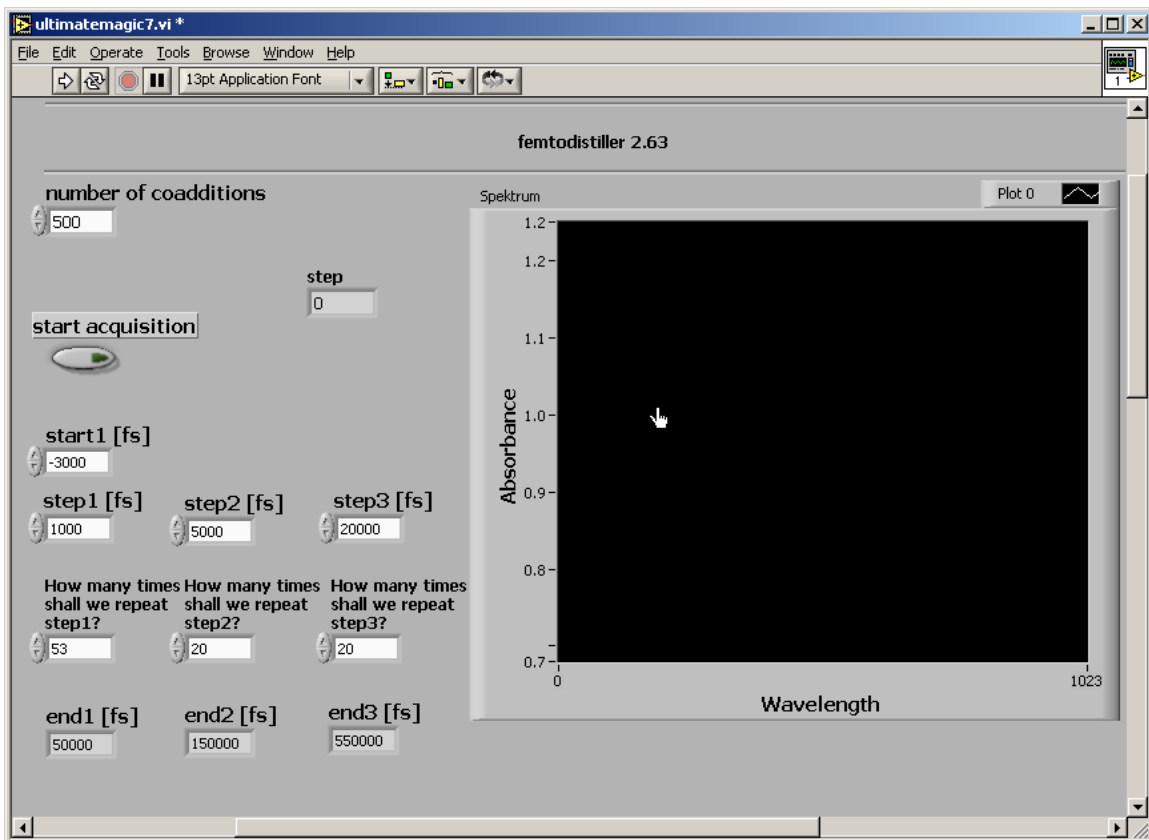 ultimatemagic7.vi *
File Edit Operate Tools Browse Window Help
13pt Application Font
1
femtodistiller 2.63
number of coadditions
500
step
0
start acquisition
start1 [fs]
-3000
step1 [fs] step2 [fs] step3 [fs]
1000 5000 20000
How many times How many times How many times
shall we repeat shall we repeat shall we repeat
step1? step2? step3?
53 20 20
end1 [fs] end2 [fs] end3 [fs]
50000 150000 550000
Spektrum
Plot 0
1.2
1.2
1.1
1.0
0.9
0.8
0.7
Absorbance
0 1023
Wavelength